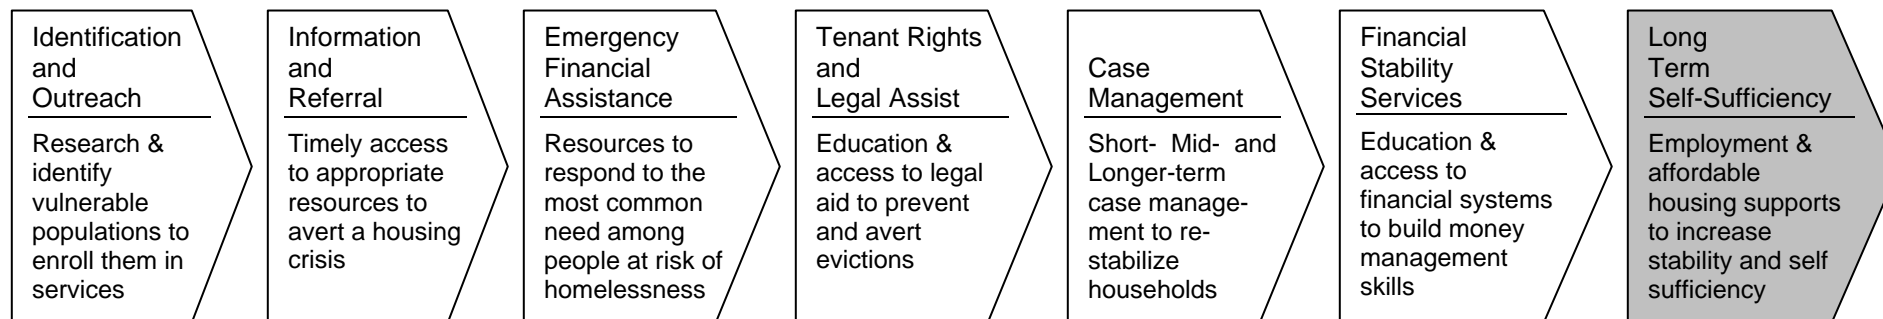 Identification
and
Outreach
Research &
identify
vulnerable
populations to
enroll them in
services
Information
and
Referral
Timely access
to appropriate
resources to
avert a housing
crisis
Emergency
Financial
Assistance
Resources to
respond to the
most common
need among
people at risk of
homelessness
Tenant Rights
and
Legal Assist
Education &
access to legal
aid to prevent
and avert
evictions
Case
Management
Short- Mid- and
Longer-term
case manage-
ment to re-
stabilize
households
Financial
Stability
Services
Education &
access to
financial systems
to build money
management
skills
Long
Term
Self-Sufficiency
Employment &
affordable
housing supports
to increase
stability and self
sufficiency